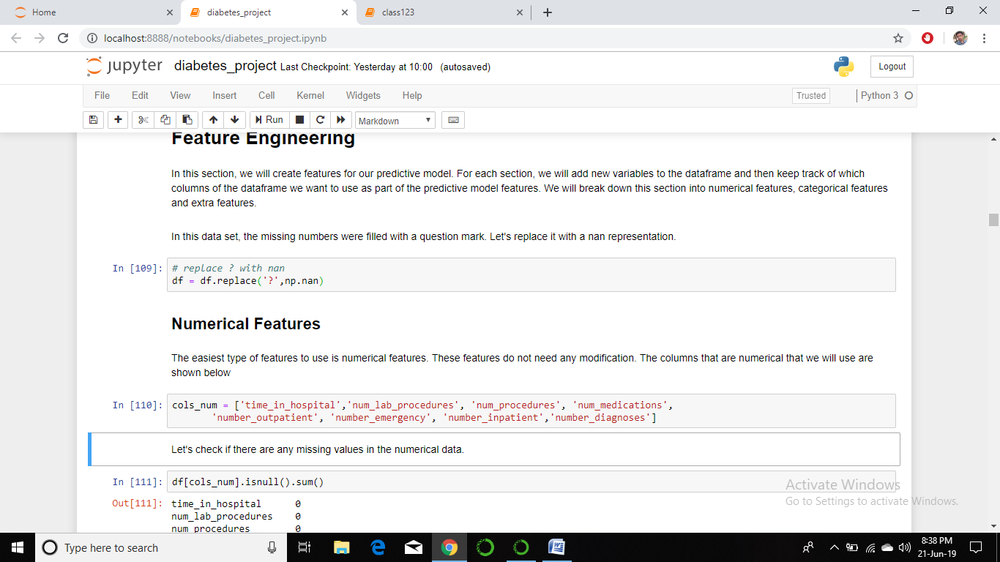 Home
diabetes_project
class123
localhost:8888/notebooks/diabetes_project.ipynb
jupyter diabetes_project Last Checkpoint: Yesterday at 10:00 (autosaved)
Logout
File Edit View Insert Cell Kernel Widgets Help
Trusted
Python 3
Run
Markdown
Feature Engineering
In this section, we will create features for our predictive model. For each section, we will add new variables to the dataframe and then keep track of which
columns of the dataframe we want to use as part of the predictive model features. We will break down this section into numerical features, categorical features
and extra features.
In this data set, the missing numbers were filled with a question mark. Let's replace it with a nan representation.
In [109]: # replace ? with nan
df = df.replace('?',np.nan)
Numerical Features
The easiest type of features to use is numerical features. These features do not need any modification. The columns that are numerical that we will use are
shown below
In [110]: cols_num = ['time_in_hospital','num_lab_procedures', 'num_procedures', 'num_medications',
'number_outpatient', 'number_emergency', 'number_inpatient','number_diagnoses']
Let's check if there are any missing values in the numerical data.
In [111]: df[cols_num].isnull().sum()
Out[111]: time_in_hospital 0
num_lab_procedures 0
num_procedures 0
Activate Windows
Go to Settings to activate Windows.
Type here to search
8:38 PM
21-Jun-19